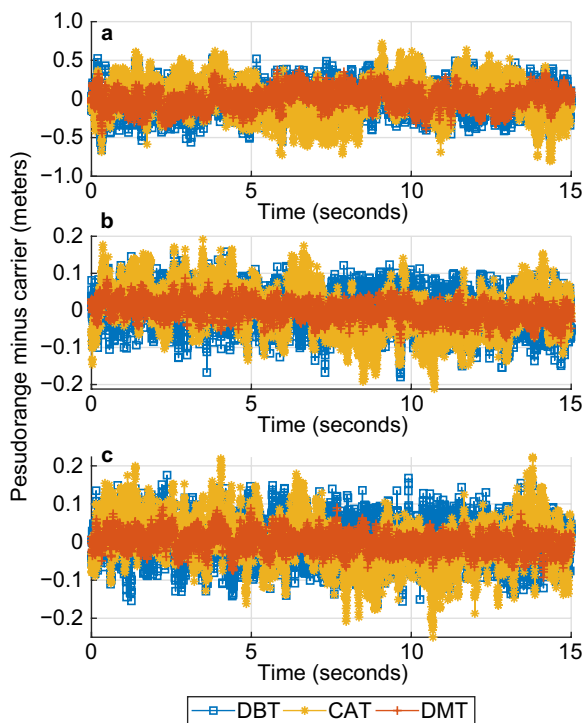 Pesudorange minus carrier (meters)
a
1.0
0.5
0
−0.5
−1.0
0 5 10 15
Time (seconds)
b
0.2
0.1
0
−0.1
−0.2
0 5 10 15
Time (seconds)
c
0.2
0.1
0
−0.1
−0.2
0 5 10 15
Time (seconds)
DBT CAT DMT